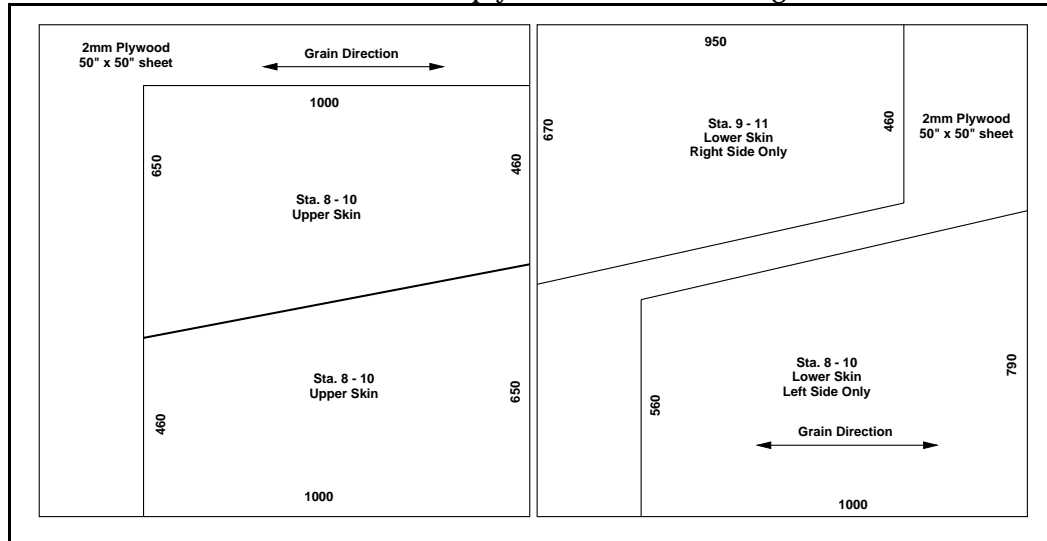 2mm Plywood
50" x 50" sheet
Grain Direction
1000
650
460
Sta. 8 - 10
Upper Skin
Sta. 8 - 10
Upper Skin
460
650
1000
950
670
Sta. 9 - 11
Lower Skin
Right Side Only
460
2mm Plywood
50" x 50" sheet
Sta. 8 - 10
Lower Skin
Left Side Only
560
790
Grain Direction
1000